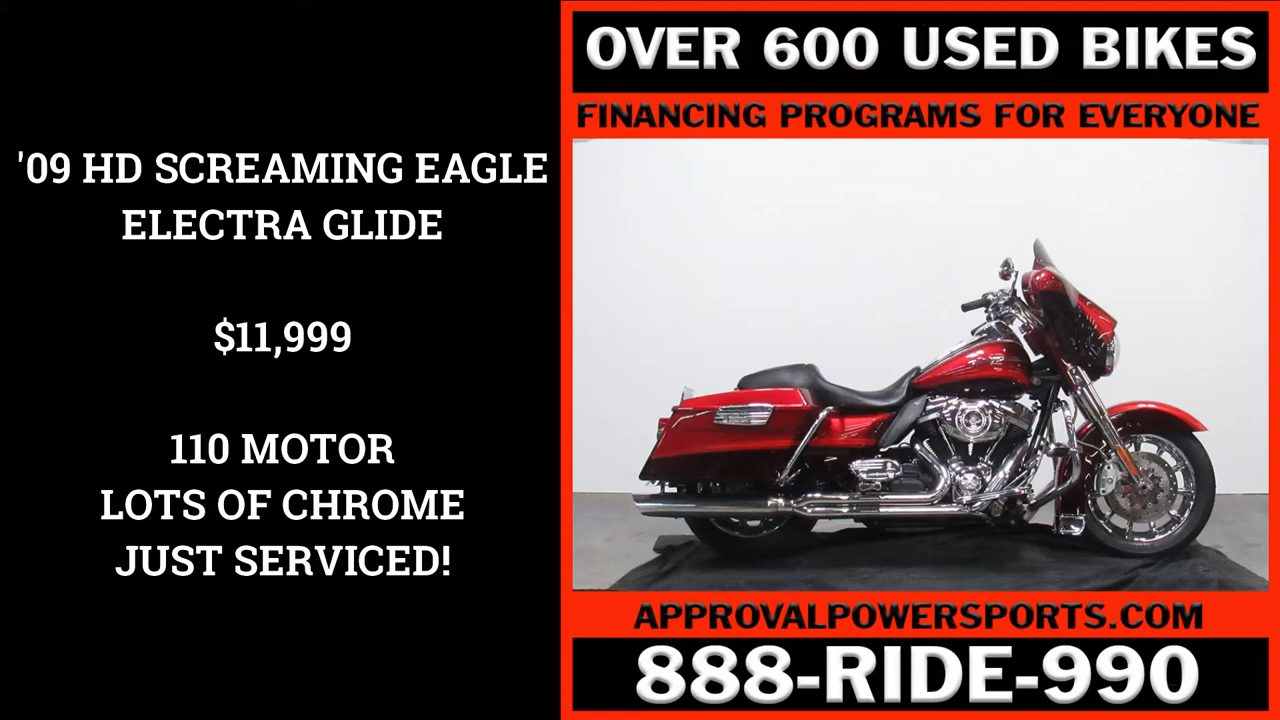 '09 HD SCREAMING EAGLE
ELECTRA GLIDE
$11,999
110 MOTOR
LOTS OF CHROME
JUST SERVICED!
OVER 600 USED BIKES
FINANCING PROGRAMS FOR EVERYONE
APPROVALPOWERSPORTS.COM
888-RIDE-990